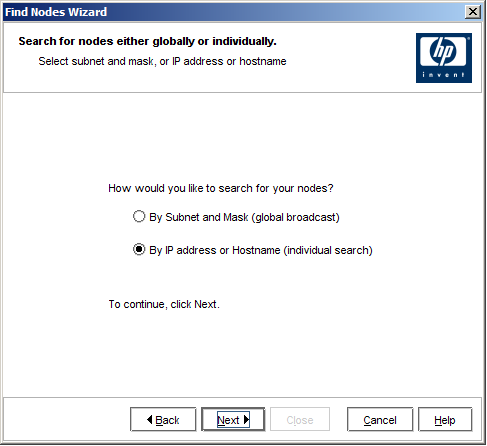 Find Nodes Wizard
Search for nodes either globally or individually.
Select subnet and mask, or IP address or hostname
hp
invent
How would you like to search for your nodes?
By Subnet and Mask (global broadcast)
By IP address or Hostname (individual search)
To continue, click Next.
Back Next Close Cancel Help